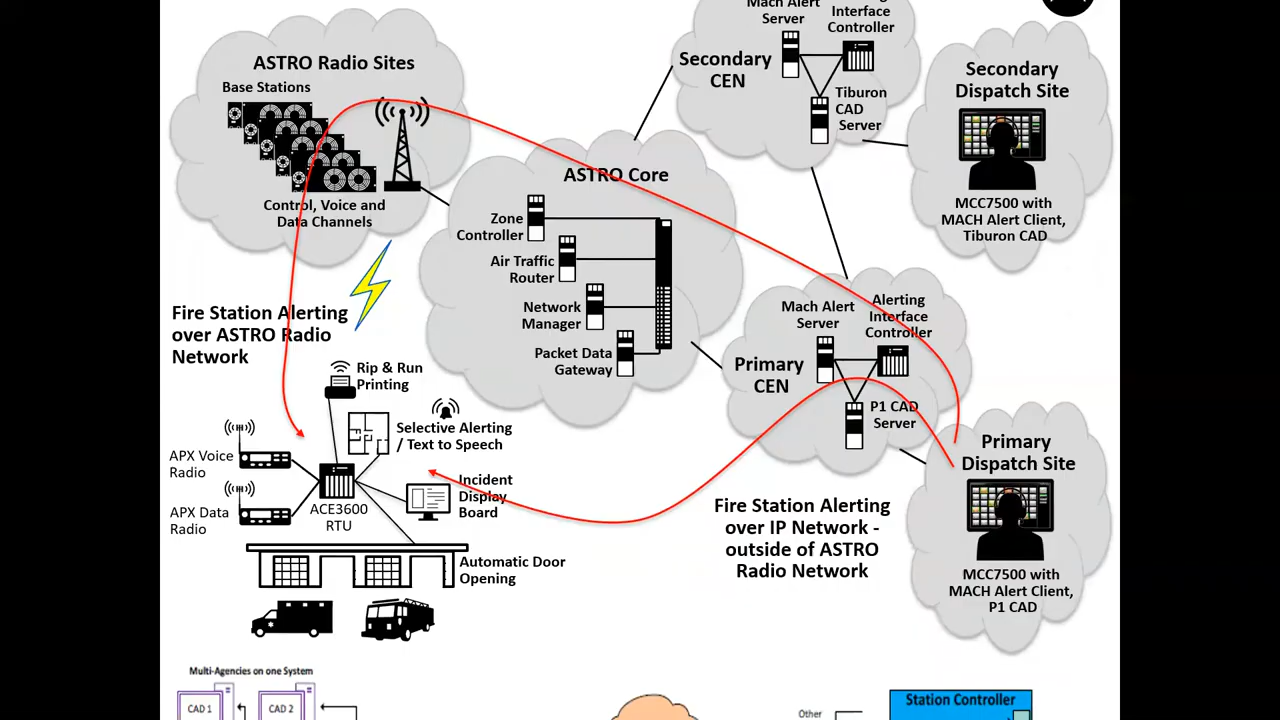 Mach Alert
Server
Alerting
Interface
Controller
Secondary
CEN
Tiburon
CAD
Server
Secondary
Dispatch Site
MCC7500 with
MACH Alert Client,
Tiburon CAD
ASTRO Radio Sites
Base Stations
Control, Voice and
Data Channels
ASTRO Core
Zone
Controller
Air Traffic
Router
Network
Manager
Packet Data
Gateway
Fire Station Alerting
over ASTRO Radio
Network
Mach Alert
Server
Alerting
Interface
Controller
Primary
CEN
P1 CAD
Server
Primary
Dispatch Site
MCC7500 with
MACH Alert Client,
P1 CAD
Rip & Run
Printing
Selective Alerting
/ Text to Speech
APX Voice
Radio
APX Data
Radio
ACE3600
RTU
Incident
Display
Board
Automatic Door
Opening
Fire Station Alerting
over IP Network -
outside of ASTRO
Radio Network
Multi-Agencies on one System
CAD 1
CAD 2
Other
Station Controller